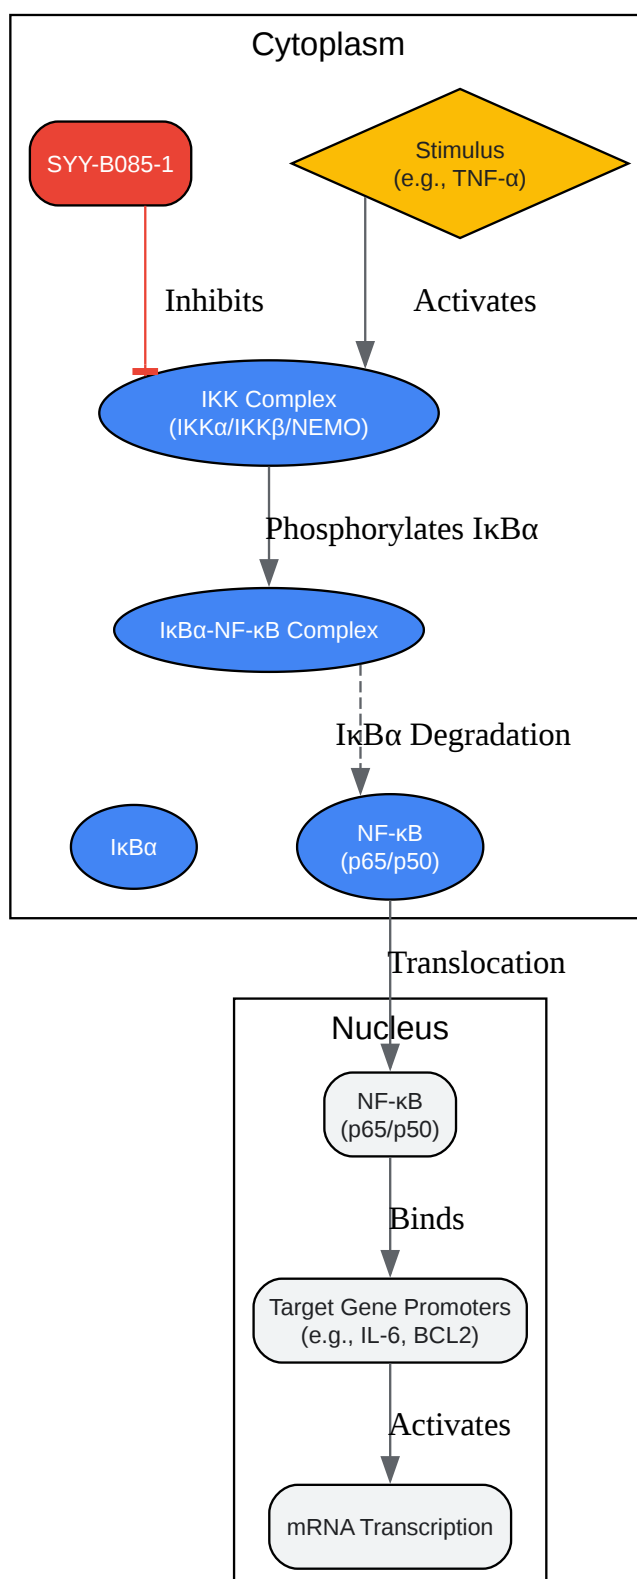 Cytoplasm
SYY-B085-1
Stimulus
(e.g., TNF-α)
Inhibits
Activates
IKK Complex
(IKKα/IKKβ/NEMO)
Phosphorylates IκBα
IκBα-NF-κB Complex
IκBα Degradation
IκBα
NF-κB
(p65/p50)
Translocation
Nucleus
NF-κB
(p65/p50)
Binds
Target Gene Promoters
(e.g., IL-6, BCL2)
Activates
mRNA Transcription